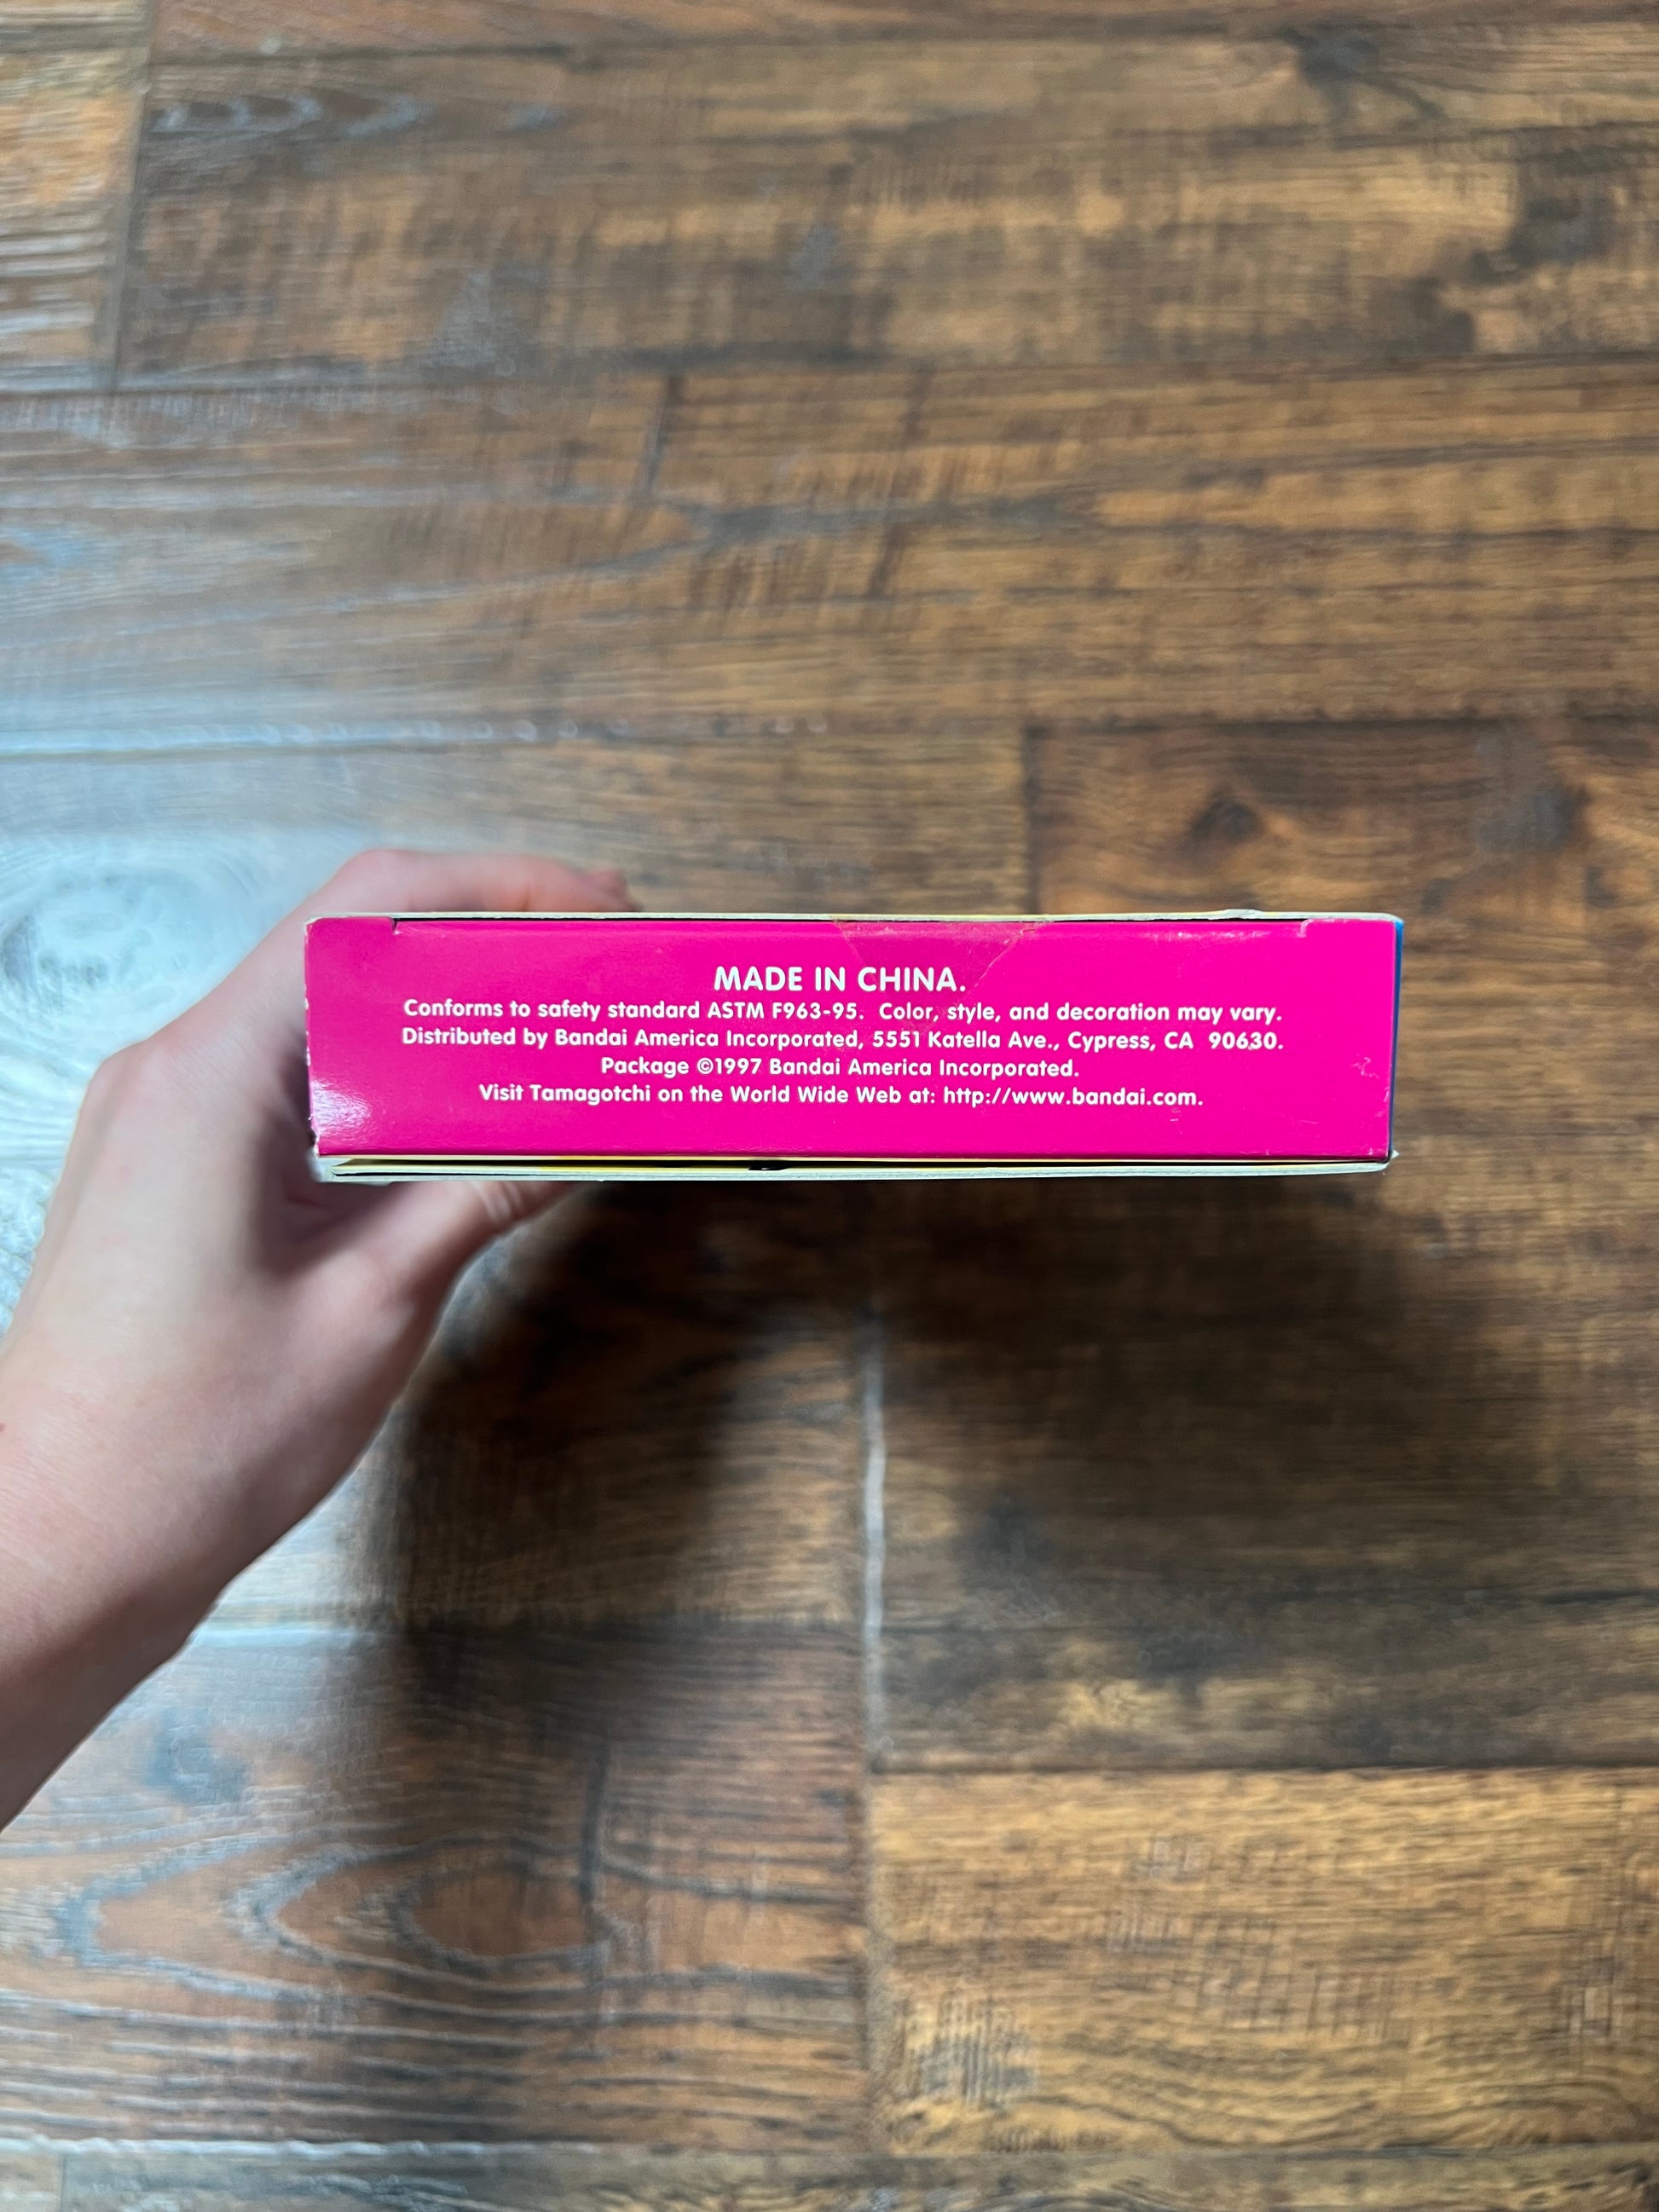 MADE IN CHINA.
Conforms to safety standard ASTM F963-95. Color, style, and decoration may vary.
Distributed by Bandai America Incorporated, 5551 Katella Ave., Cypress, CA 90630.
Package ©1997 Bandai America Incorporated.
Visit Tamagotchi on the World Wide Web at: http://www.bandai.com.